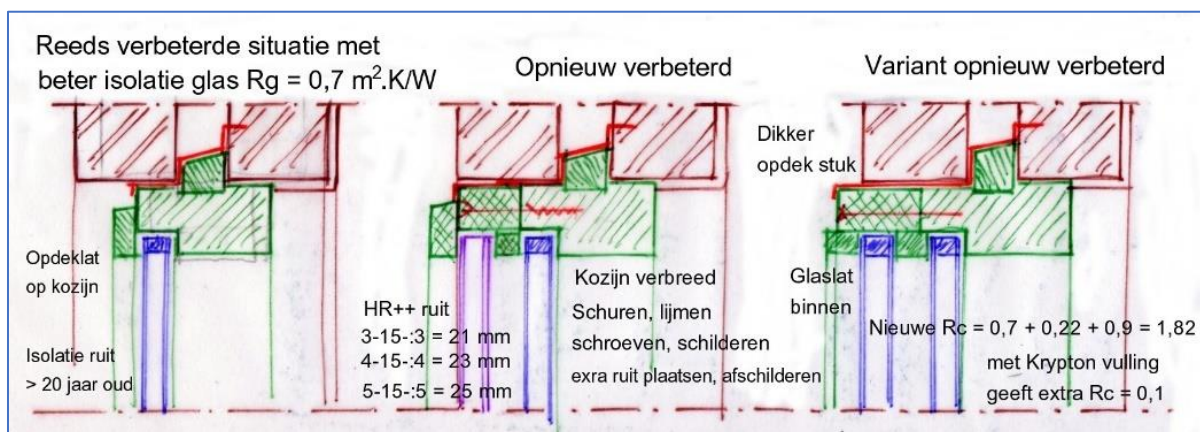 Reeds verbeterde situatie met
beter isolatie glas Rg = 0,7 m².K/W
Opdeklat
op kozijn
Isolatie ruit
> 20 jaar oud
Opnieuw verbeterd
HR++ ruit
3-15-:3 = 21 mm
4-15-:4 = 23 mm
5-15-:5 = 25 mm
Kozijn verbreed
Schuren, lijmen
schroeven, schilderen
exra ruit plaatsen, afschilderen
Variant opnieuw verbeterd
Dikker
opdek stuk
Glaslat
binnen
Nieuwe Rc = 0,7 + 0,22 + 0,9 = 1,82
met Krypton vulling
geeft extra Rc = 0,1